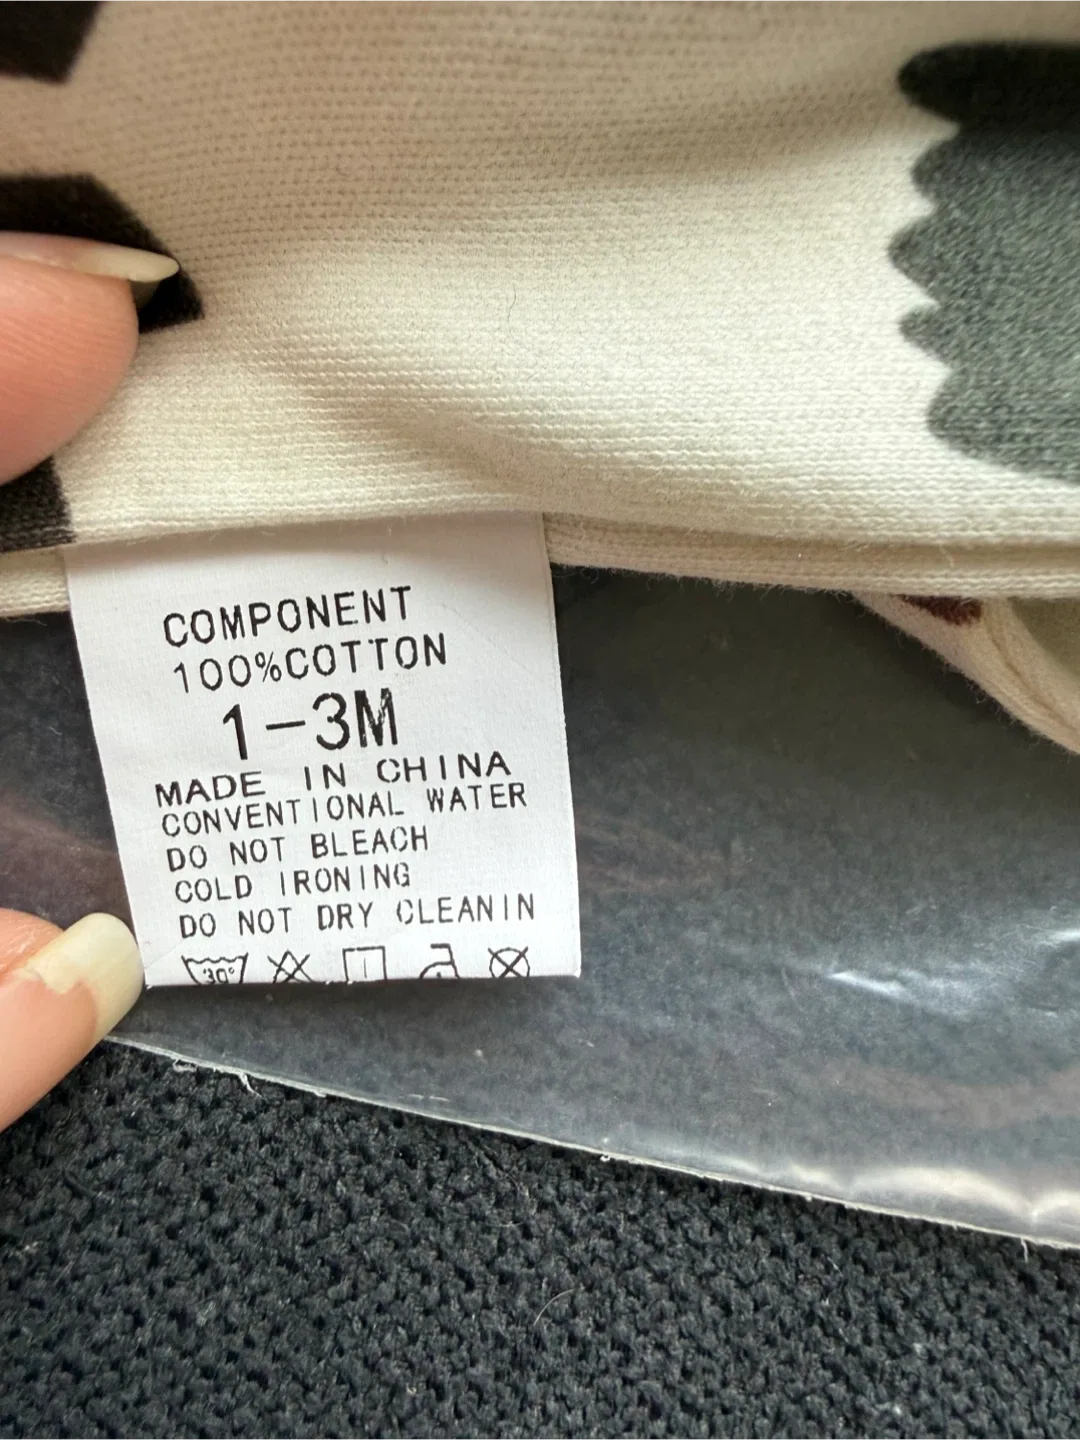 COMPONENT
100%COTTON
1-3M
MADE IN CHINA
CONVENTIONAL WATER
DO NOT BLEACH
COLD IRONING
DO NOT DRY CLEANIN
30°